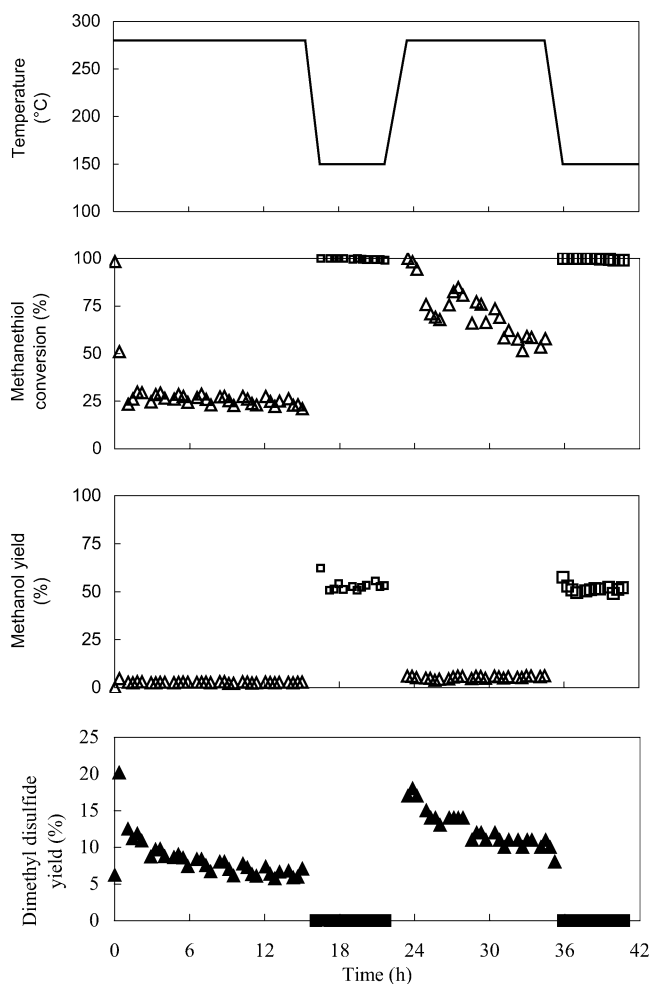 300
250
200
150
100
Temperature
(°C)
100
75
50
25
0
Methanethiol
conversion (%)
100
75
50
25
0
Methanol yield
(%)
25
20
15
10
5
0
Dimethyl disulfide
yield (%)
0 6 12 18 24 30 36 42
Time (h)